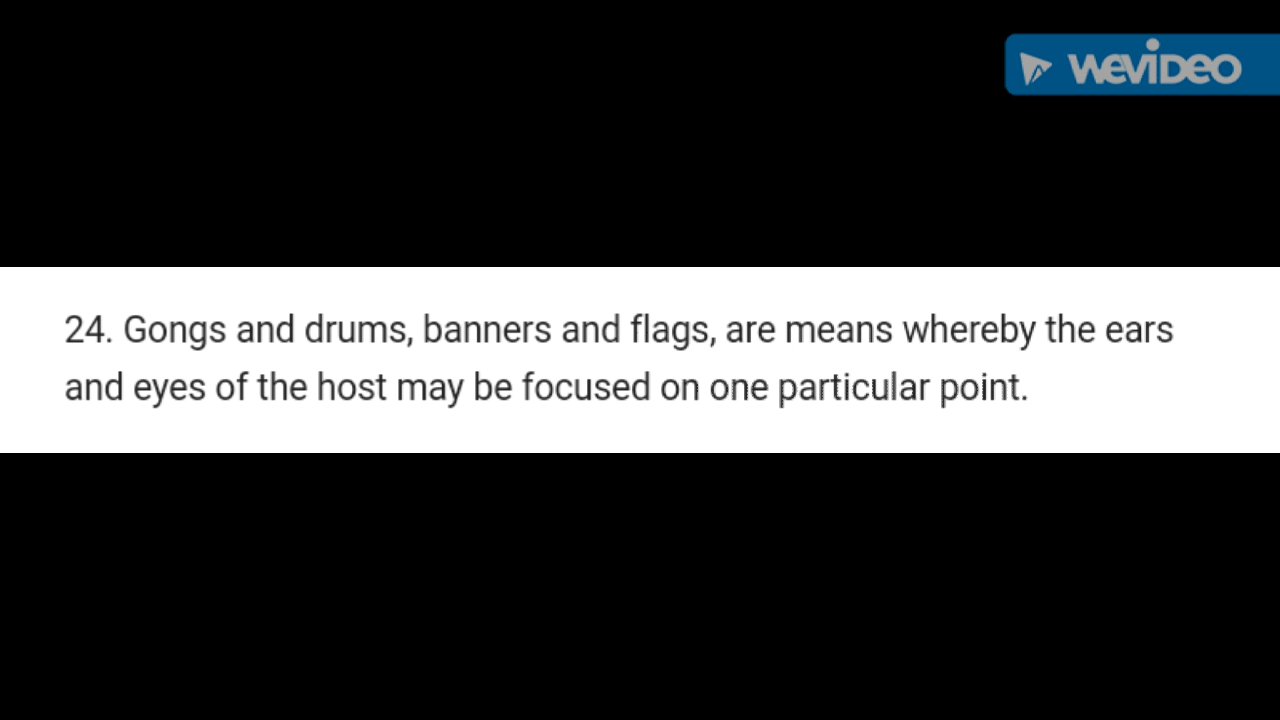 WeVideo
24. Gongs and drums, banners and flags, are means whereby the ears
and eyes of the host may be focused on one particular point.